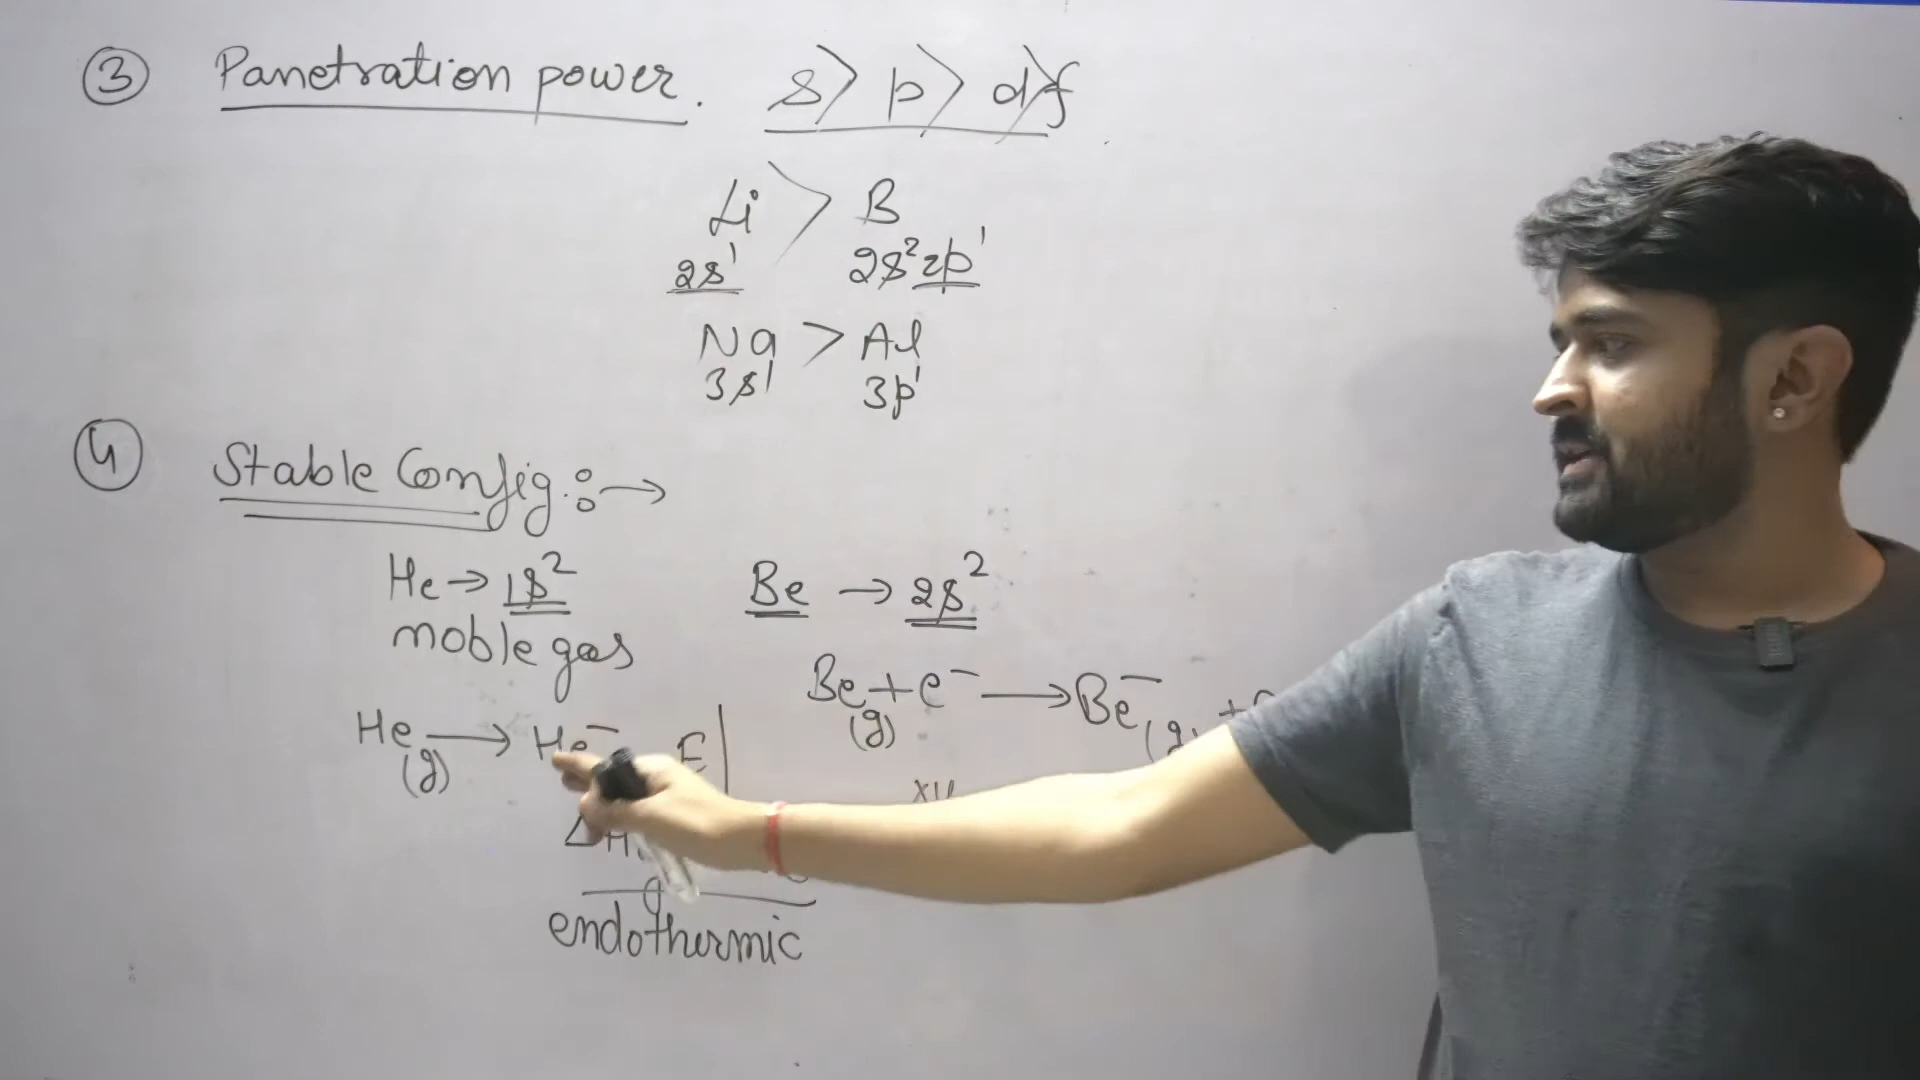 ③ Panetration power. s > p > d > f
Li > B
2s¹ 2s² 2p¹
Na > Al
3s¹ 3p¹
④ Stable Config.:→
He → 1s² Be → 2s²
noble gas
Be(g) + e⁻ → Be⁻(g) +
He(g) → He⁻ E
ΔH
endothermic